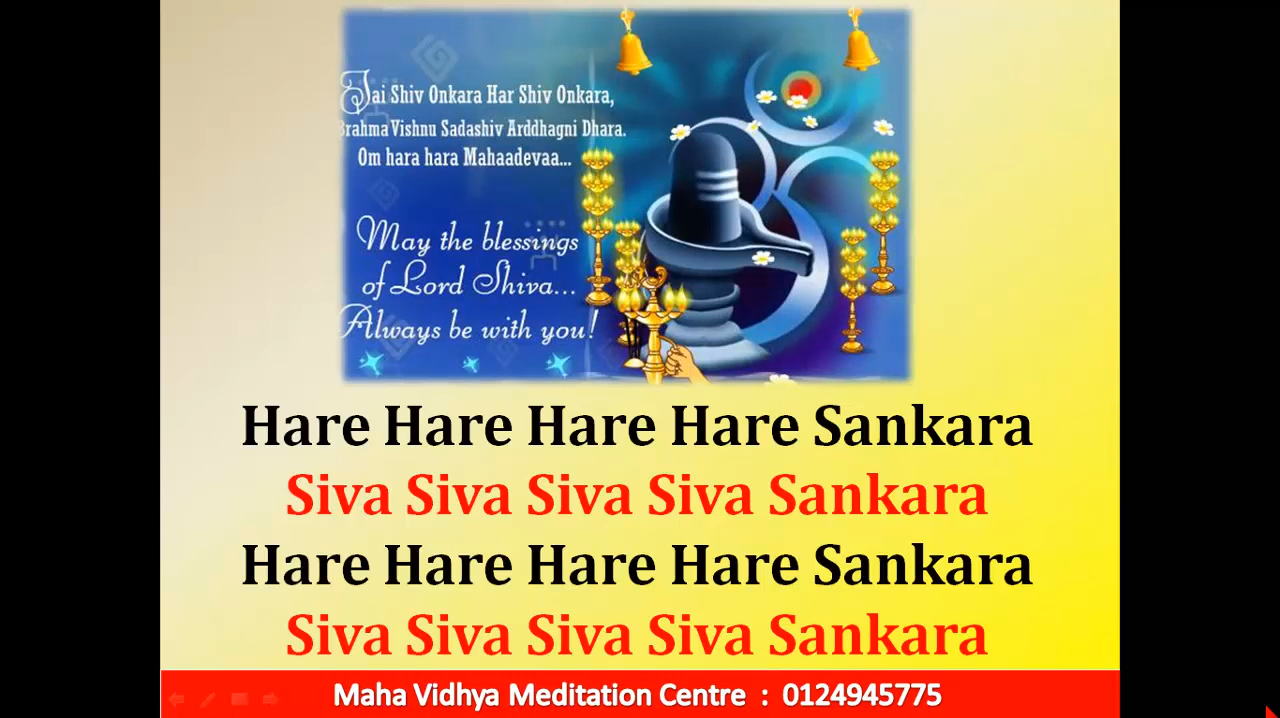 Jai Shiv Onkara Har Shiv Onkara,
Brahma Vishnu Sadashiv Arddhagni Dhara.
Om hara hara Mahaadevaa...
May the blessings
of Lord Shiva...
Always be with you!
Hare Hare Hare Hare Sankara
Siva Siva Siva Siva Sankara
Hare Hare Hare Hare Sankara
Siva Siva Siva Siva Sankara
Maha Vidhya Meditation Centre : 0124945775